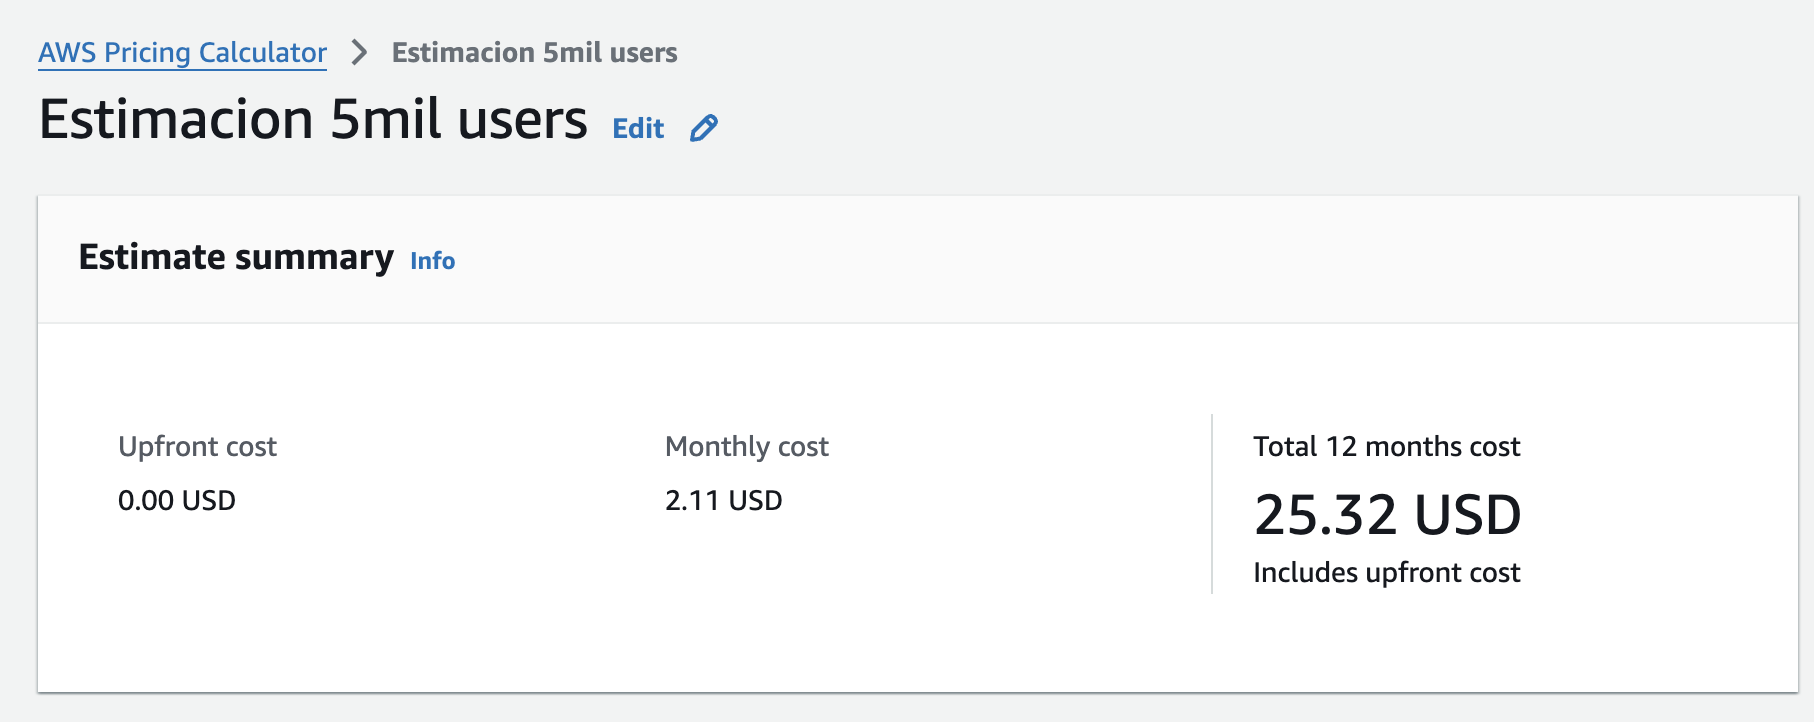 AWS Pricing Calculator > Estimacion 5mil users
Estimacion 5mil users Edit
Estimate summary Info
Upfront cost
0.00 USD
Monthly cost
2.11 USD
Total 12 months cost
25.32 USD
Includes upfront cost